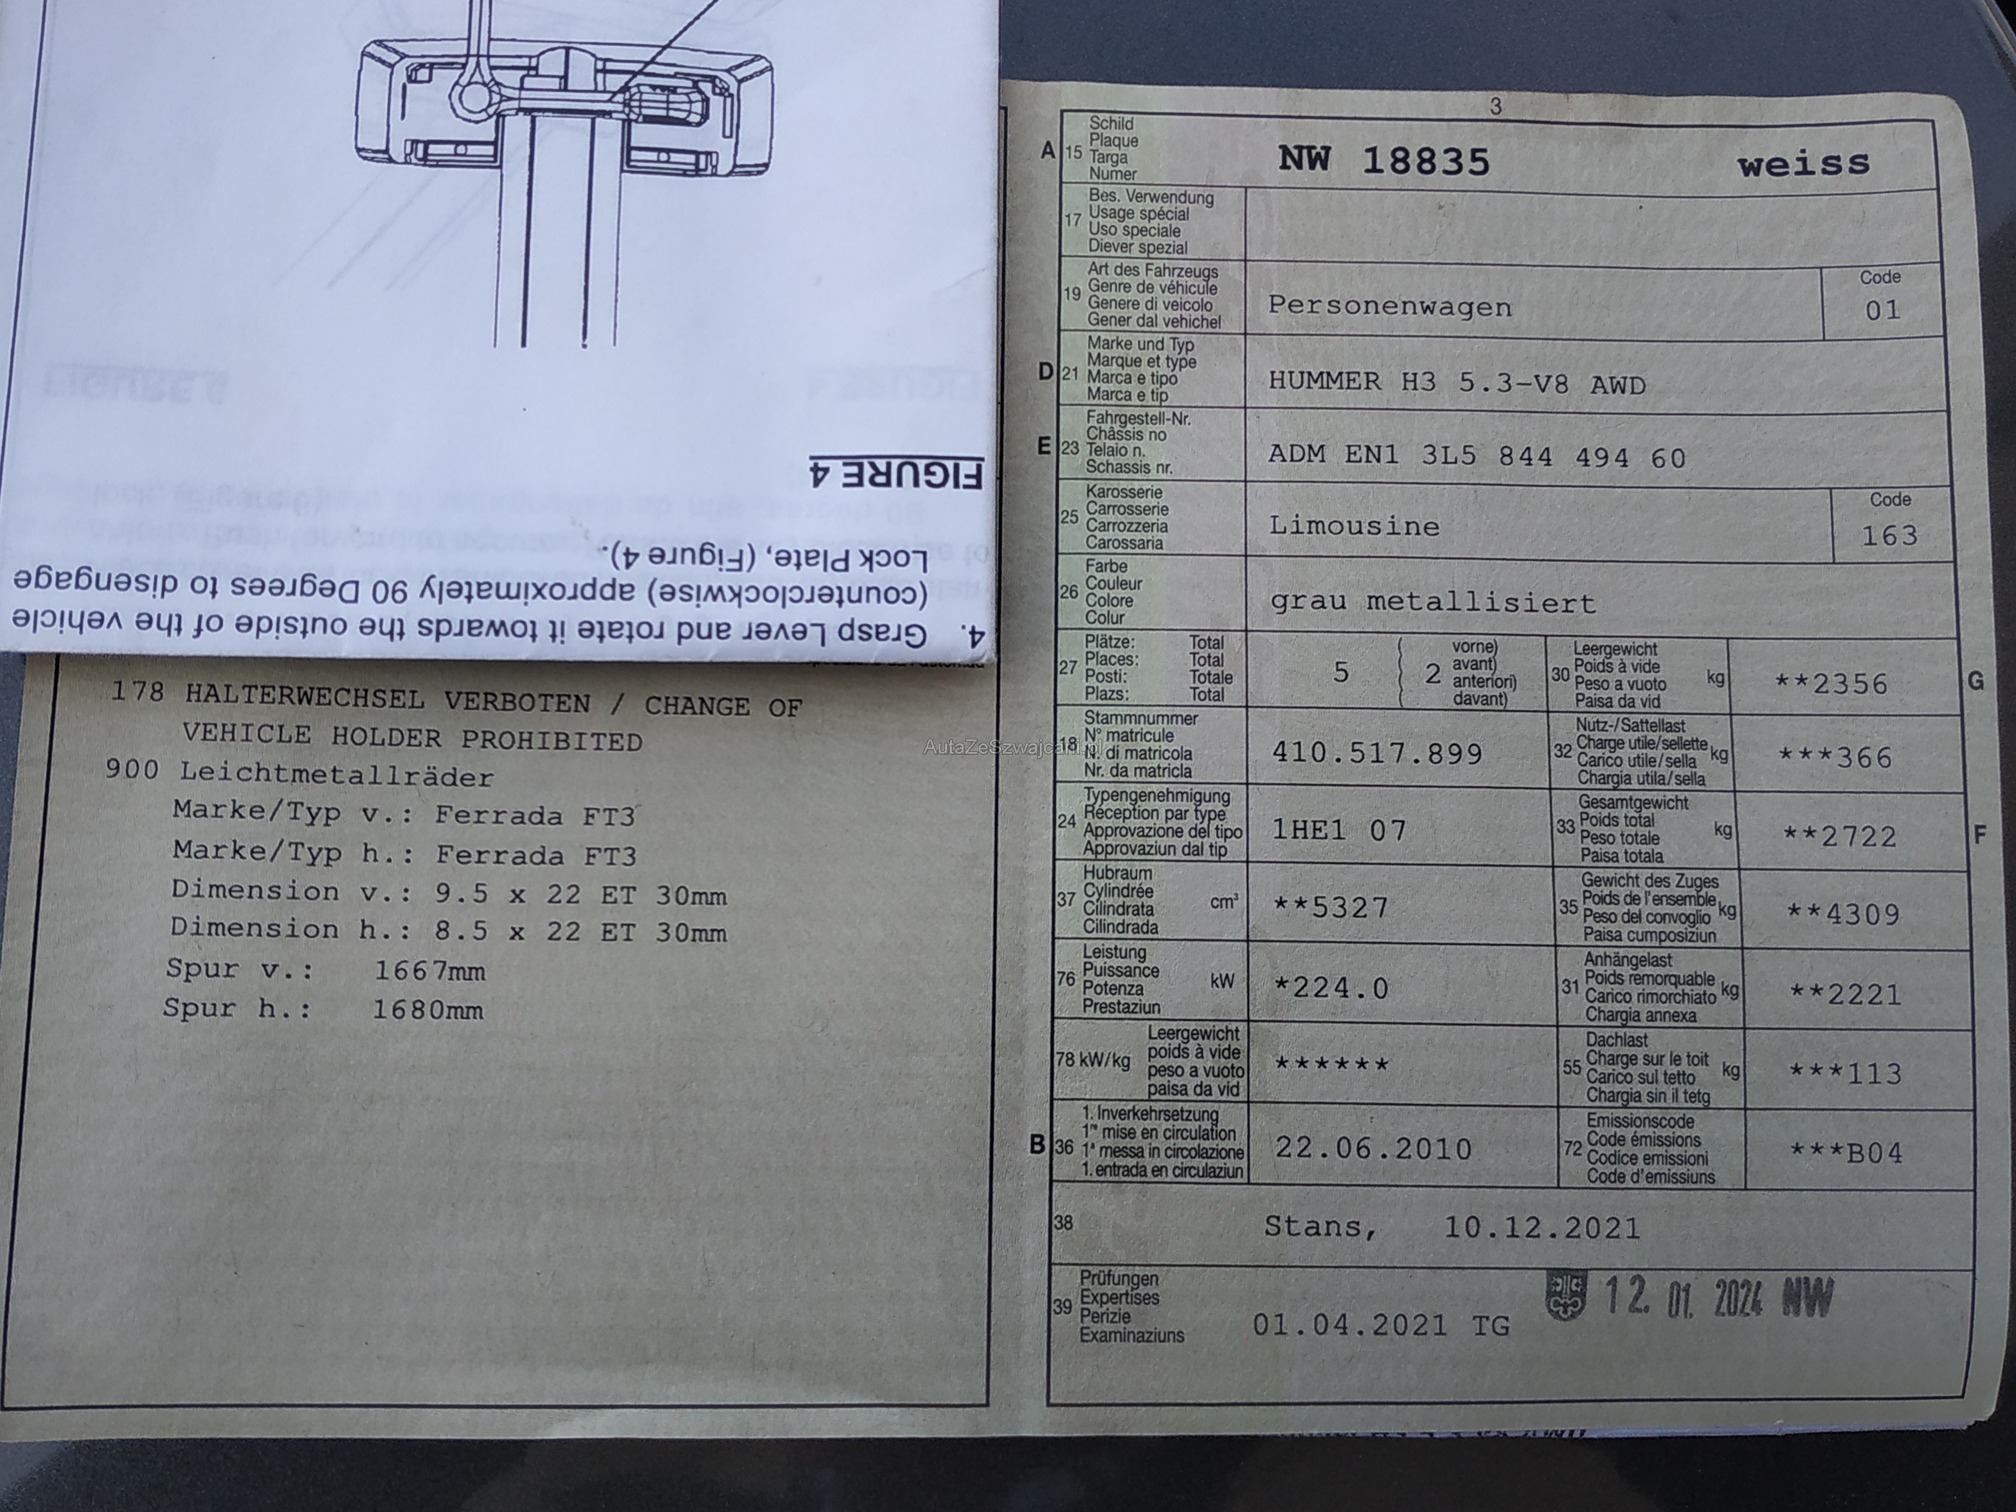 FIGURE 4
4. Grasp Lever and rotate it towards the outside of the vehicle
(counterclockwise) approximately 90 Degrees to disengage
Lock Plate, (Figure 4).
178 HALTERWECHSEL VERBOTEN / CHANGE OF
VEHICLE HOLDER PROHIBITED
900 Leichtmetallräder
Marke/Typ v.: Ferrada FT3
Marke/Typ h.: Ferrada FT3
Dimension v.: 9.5 x 22 ET 30mm
Dimension h.: 8.5 x 22 ET 30mm
Spur v.: 1667mm
Spur h.: 1680mm
AutaZeSzwajcarii.pl
3
A 15 Schild
Plaque
Targa
Numer
NW 18835 weiss
17 Bes. Verwendung
Usage spécial
Uso speciale
Diever spezial
19 Art des Fahrzeugs
Genre de véhicule
Genere di veicolo
Gener dal vehichel
Personenwagen
Code
01
D 21 Marke und Typ
Marque et type
Marca e tipo
Marca e tip
HUMMER H3 5.3-V8 AWD
E 23 Fahrgestell-Nr.
Châssis no
Telaio n.
Schassis nr.
ADM EN1 3L5 844 494 60
25 Karosserie
Carrosserie
Carrozzeria
Carossaria
Limousine
Code
163
26 Farbe
Couleur
Colore
Colur
grau metallisiert
27 Plätze: Total
Places: Total
Posti: Totale
Plazs: Total
5 ( 2
vorne)
avant)
anteriori)
davant)
30 Leergewicht
Poids à vide
Peso a vuoto
Paisa da vid
kg
**2356
G
18 Stammnummer
N° matricule
N. di matricola
Nr. da matricla
410.517.899
32 Nutz-/Sattellast
Charge utile/sellette
Carico utile/sella
Chargia utila/sella
kg
***366
24 Typengenehmigung
Réception par type
Approvazione del tipo
Approvaziun dal tip
1HE1 07
33 Gesamtgewicht
Poids total
Peso totale
Paisa totala
kg
**2722
F
37 Hubraum
Cylindrée
Cilindrata
Cilindrada
cm³
**5327
35 Gewicht des Zuges
Poids de l'ensemble
Peso del convoglio
Paisa cumposiziun
kg
**4309
76 Leistung
Puissance
Potenza
Prestaziun
kW
*224.0
31 Anhängelast
Poids remorquable
Carico rimorchiato
Chargia annexa
kg
**2221
78 kW/kg
Leergewicht
poids à vide
peso a vuoto
paisa da vid
******
55 Dachlast
Charge sur le toit
Carico sul tetto
Chargia sin il tetg
kg
***113
B 36 1. Inverkehrsetzung
1re mise en circulation
1a messa in circolazione
1. entrada en circulaziun
22.06.2010
72 Emissionscode
Code émissions
Codice emissioni
Code d'emissiuns
***B04
38 Stans, 10.12.2021
39 Prüfungen
Expertises
Perizie
Examinaziuns
01.04.2021 TG
12. 01. 2024 NW